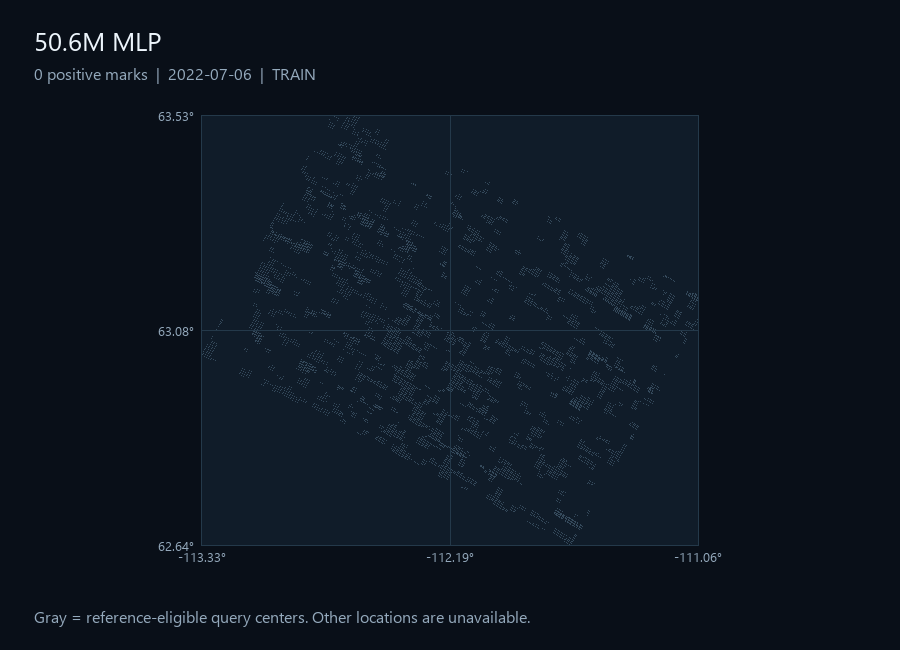 50.6M MLP
0 positive marks | 2022-07-06 | TRAIN
63.53°
63.08°
62.64°
-113.33°
-112.19°
-111.06°
Gray = reference-eligible query centers. Other locations are unavailable.